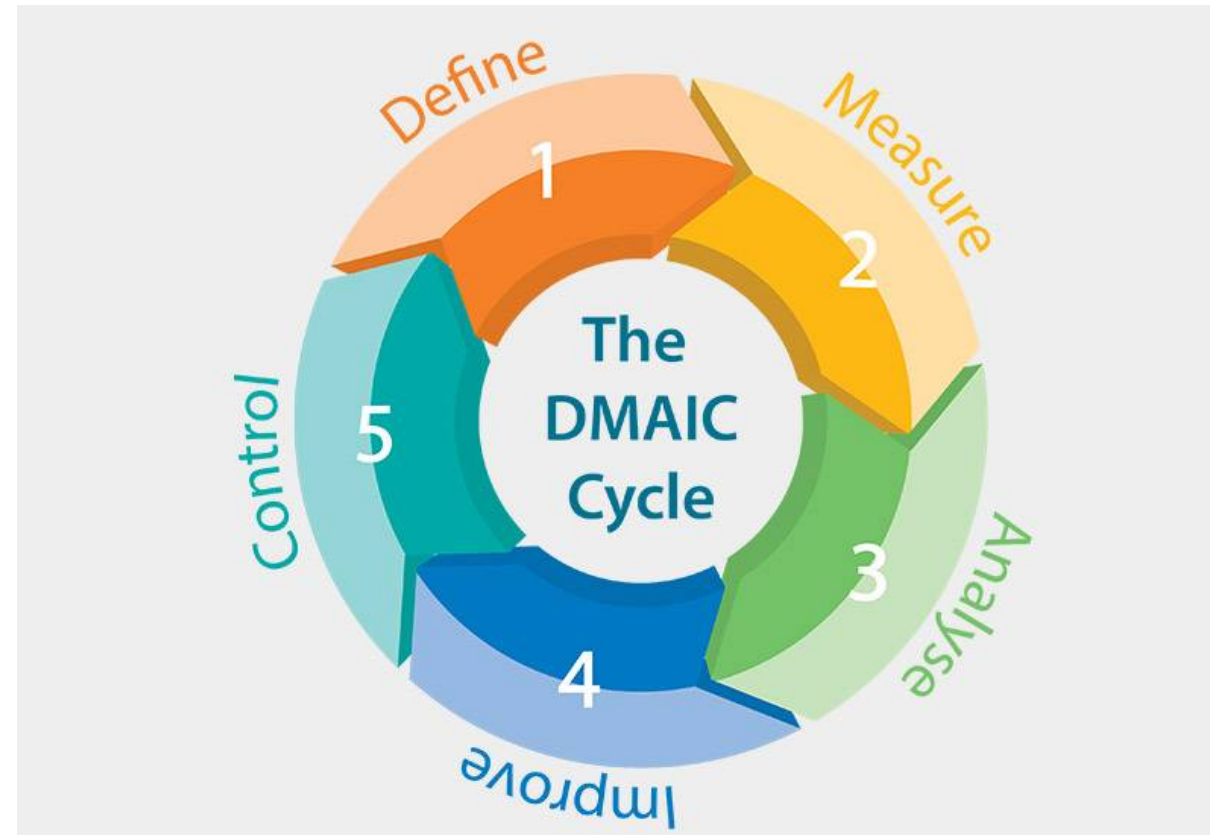 Define
1
Measure
2
Analyse
3
Improve
4
Control
5
The
DMAIC
Cycle